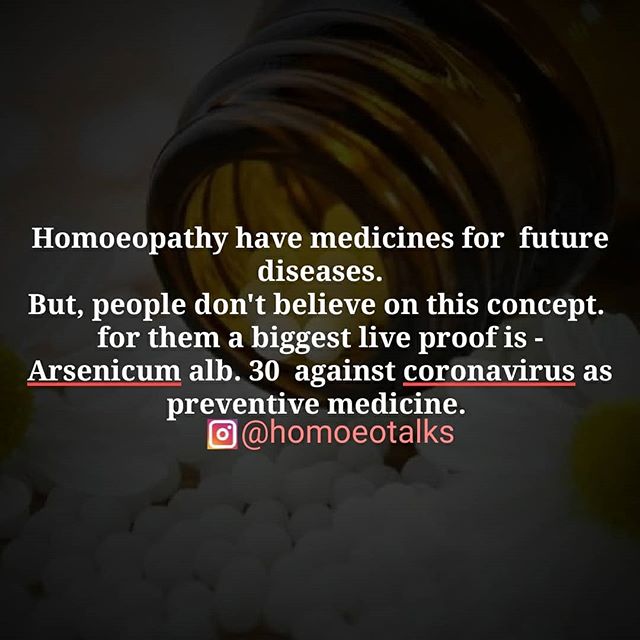 Homoeopathy have medicines for future
diseases.
But, people don't believe on this concept.
for them a biggest live proof is -
Arsenicum alb. 30 against coronavirus as
preventive medicine.
@homoeotalks